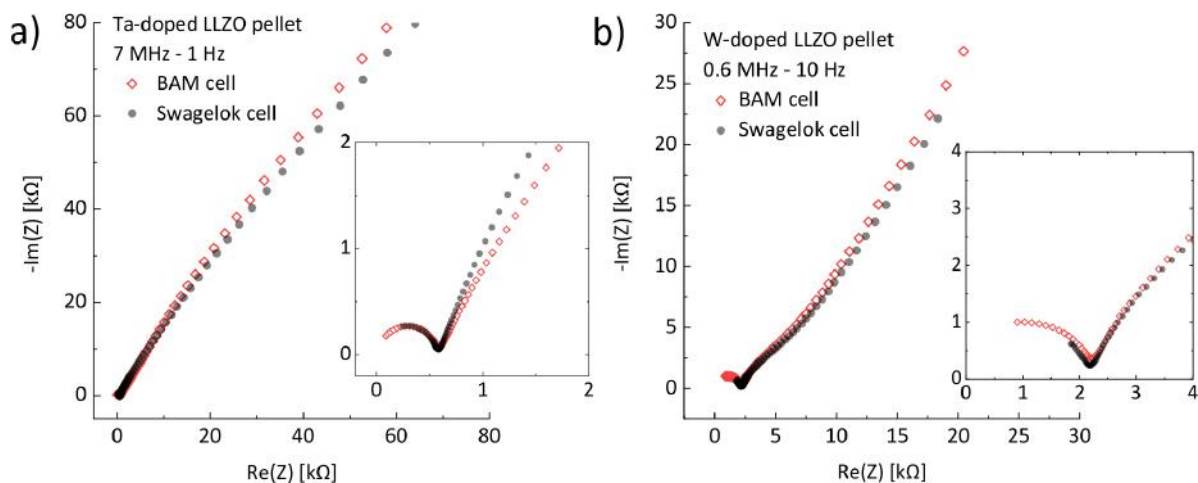 a)
Ta-doped LLZO pellet
7 MHz - 1 Hz
BAM cell
Swagelok cell
-Im(Z) [kΩ]
80
60
40
20
0
0 20 40 60 80
Re(Z) [kΩ]
2
1
0
0 1 2
b)
W-doped LLZO pellet
0.6 MHz - 10 Hz
BAM cell
Swagelok cell
-Im(Z) [kΩ]
30
25
20
15
10
5
0
0 5 10 15 20 25 30
Re(Z) [kΩ]
4
3
2
1
0
0 1 2 3 4